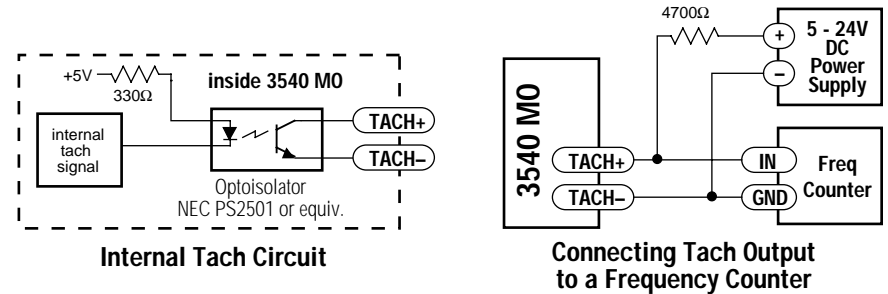 +5V
330Ω
inside 3540 MO
internal
tach
signal
TACH+
TACH–
Optoisolator
NEC PS2501 or equiv.
Internal Tach Circuit
4700Ω
3540 MO
TACH+
TACH–
+
–
5 - 24V
DC
Power
Supply
IN
GND
Freq
Counter
Connecting Tach Output
to a Frequency Counter